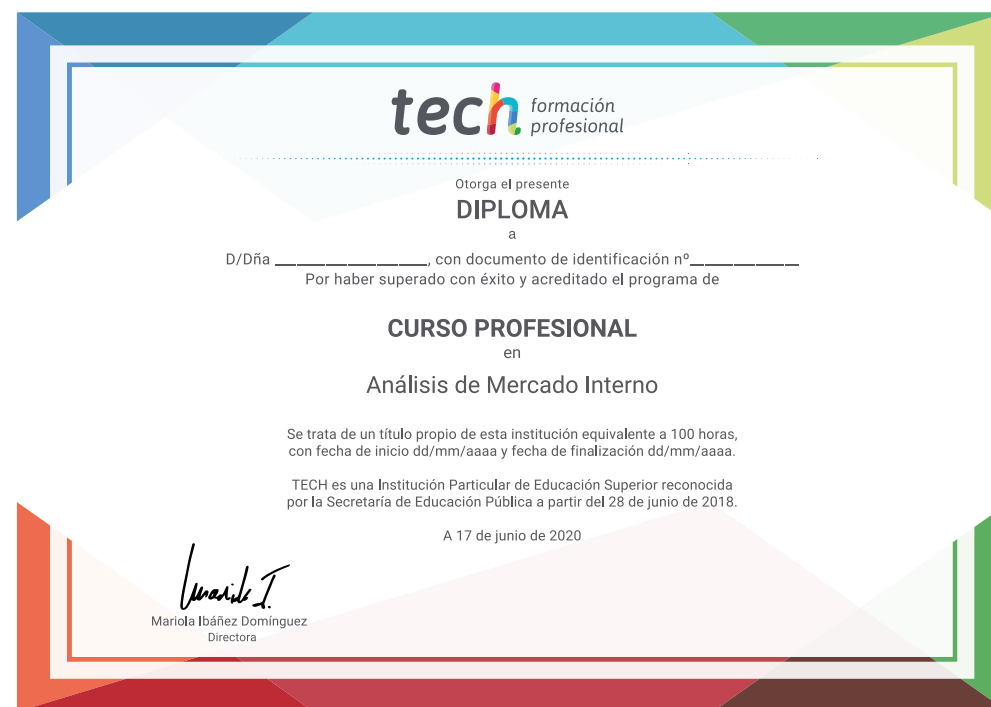 tech formación
profesional
Otorga el presente
DIPLOMA
a
D/Dña ____________________, con documento de identificación nº______________
Por haber superado con éxito y acreditado el programa de
CURSO PROFESIONAL
en
Análisis de Mercado Interno
Se trata de un título propio de esta institución equivalente a 100 horas,
con fecha de inicio dd/mm/aaaa y fecha de finalización dd/mm/aaaa.
TECH es una Institución Particular de Educación Superior reconocida
por la Secretaría de Educación Pública a partir del 28 de junio de 2018.
A 17 de junio de 2020
Mariola Ibáñez Domínguez
Directora